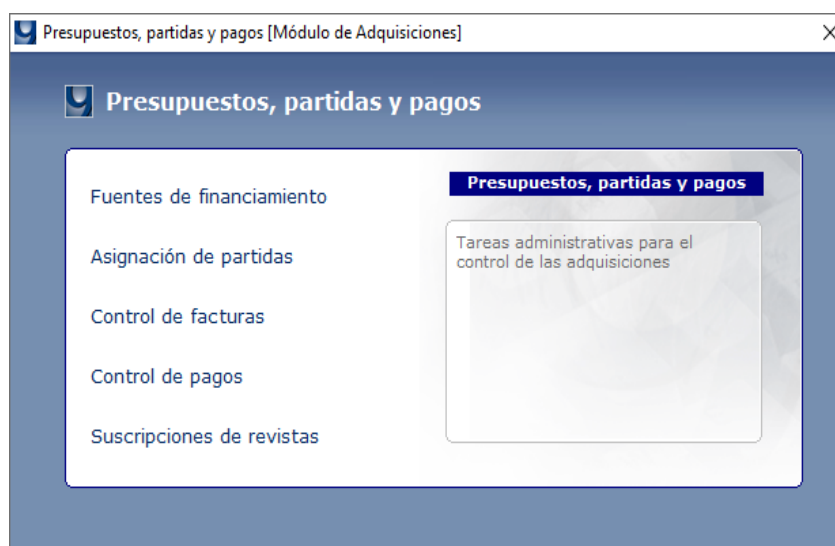 Presupuestos, partidas y pagos [Módulo de Adquisiciones]
Presupuestos, partidas y pagos
Fuentes de financiamiento
Asignación de partidas
Control de facturas
Control de pagos
Suscripciones de revistas
Presupuestos, partidas y pagos
Tareas administrativas para el
control de las adquisiciones